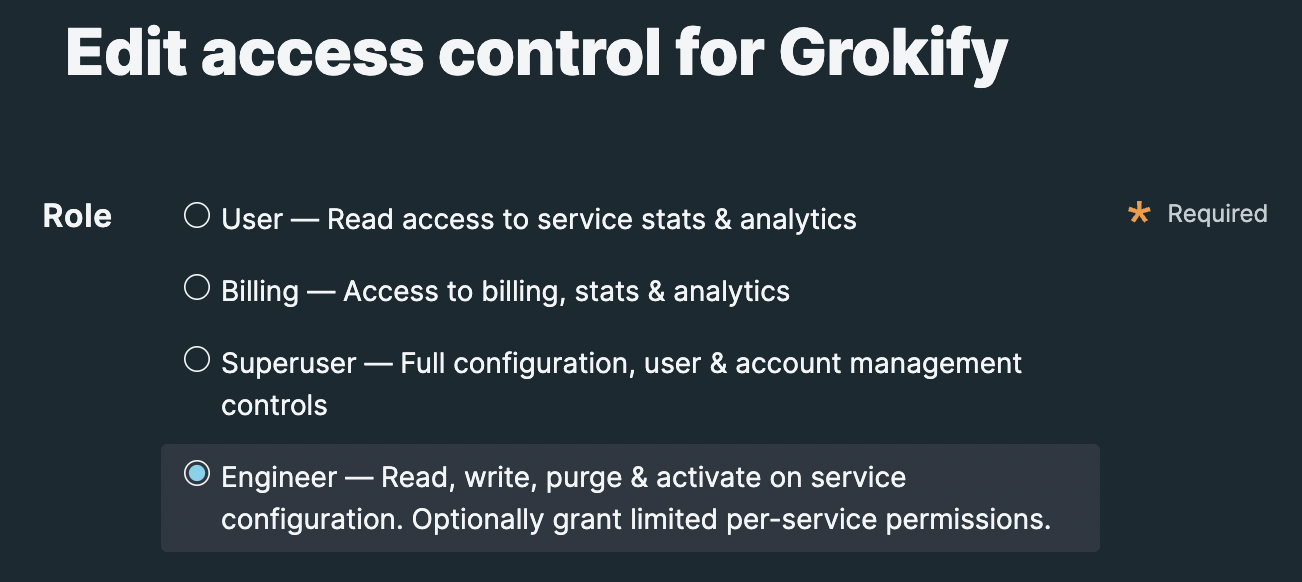 Edit access control for Grokify
Role
User — Read access to service stats & analytics
* Required
Billing — Access to billing, stats & analytics
Superuser — Full configuration, user & account management
controls
Engineer — Read, write, purge & activate on service
configuration. Optionally grant limited per-service permissions.